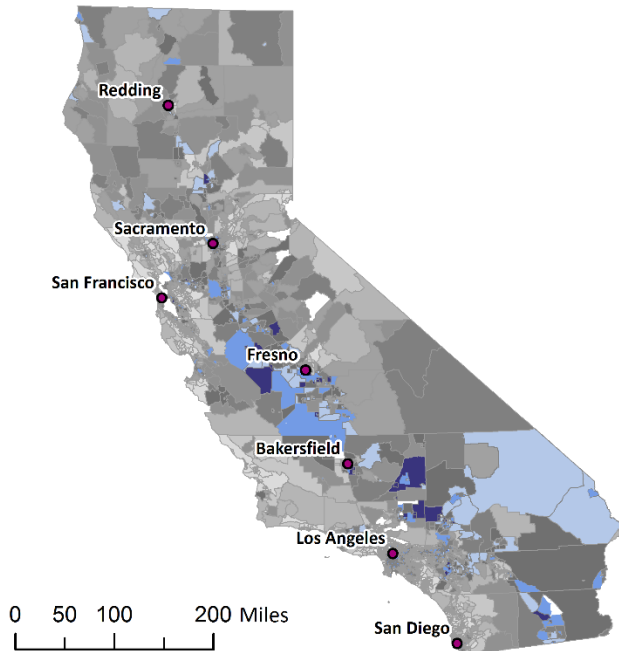 Redding
Sacramento
San Francisco
Fresno
Bakersfield
Los Angeles
0 50 100 200 Miles
San Diego